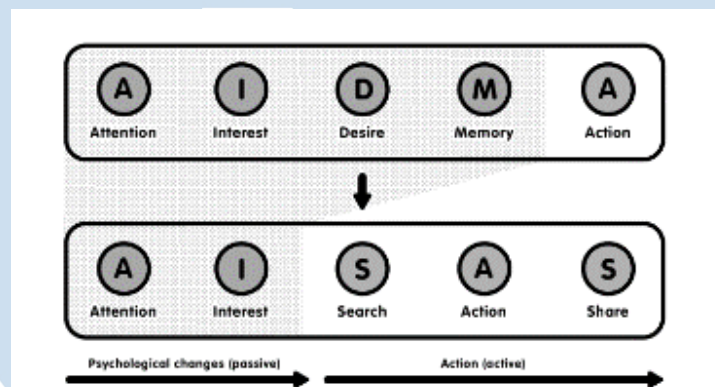 A I D M A
Attention Interest Desire Memory Action
A I S A S
Attention Interest Search Action Share
Psychological changes (passive) Action (active)